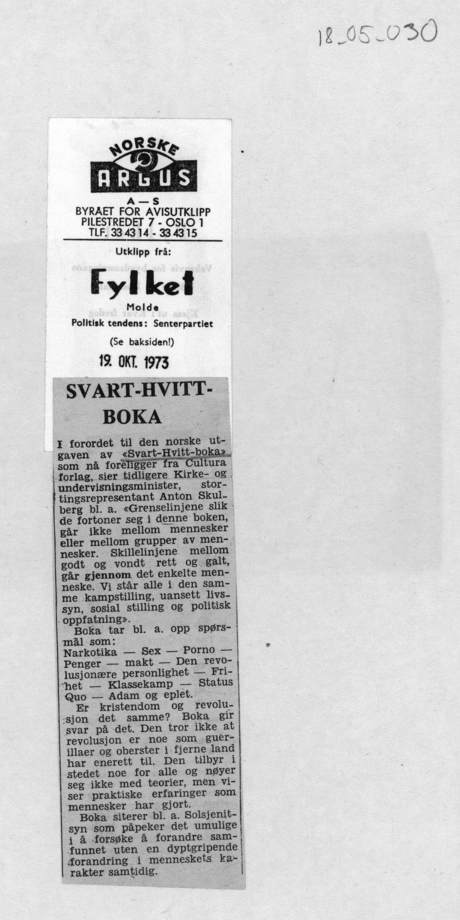 18-05-030
NORSKE
ARGUS
A—S
BYRÅET FOR AVISUTKLIPP
PILESTREDET 7 - OSLO 1
TLF. 33 43 14 - 33 43 15
Utklipp frå:
Fylket
Molde
Politisk tendens: Senterpartiet
(Se baksiden!)
19. OKT. 1973
SVART-HVITT-
BOKA
I forordet til den norske ut-
gaven av «Svart-Hvitt-boka»
som nå foreligger fra Cultura
forlag, sier tidligere Kirke- og
undervisningsminister, stor-
tingsrepresentant Anton Skul-
berg bl. a. «Grenselinjene slik
de fortoner seg i denne boken,
går ikke mellom mennesker
eller mellom grupper av men-
nesker. Skillelinjene mellom
godt og vondt rett og galt,
går gjennom det enkelte men-
neske. Vi står alle i den sam-
me kampstilling, uansett livs-
syn, sosial stilling og politisk
oppfatning».
Boka tar bl. a. opp spørs-
mål som:
Narkotika — Sex — Porno —
Penger — makt — Den revo-
lusjonære personlighet — Fri-
het — Klassekamp — Status
Quo — Adam og eplet.
Er kristendom og revolu-
sjon det samme? Boka gir
svar på det. Den tror ikke at
revolusjon er noe som guer-
illaer og oberster i fjerne land
har enerett til. Den tilbyr i
stedet noe for alle og nøyer
seg ikke med teorier, men vi-
ser praktiske erfaringer som
mennesker har gjort.
Boka siterer bl. a. Solsjenit-
syn som påpeker det umulige
i å forsøke å forandre sam-
funnet uten en dyptgripende
forandring i menneskets ka-
rakter samtidig.